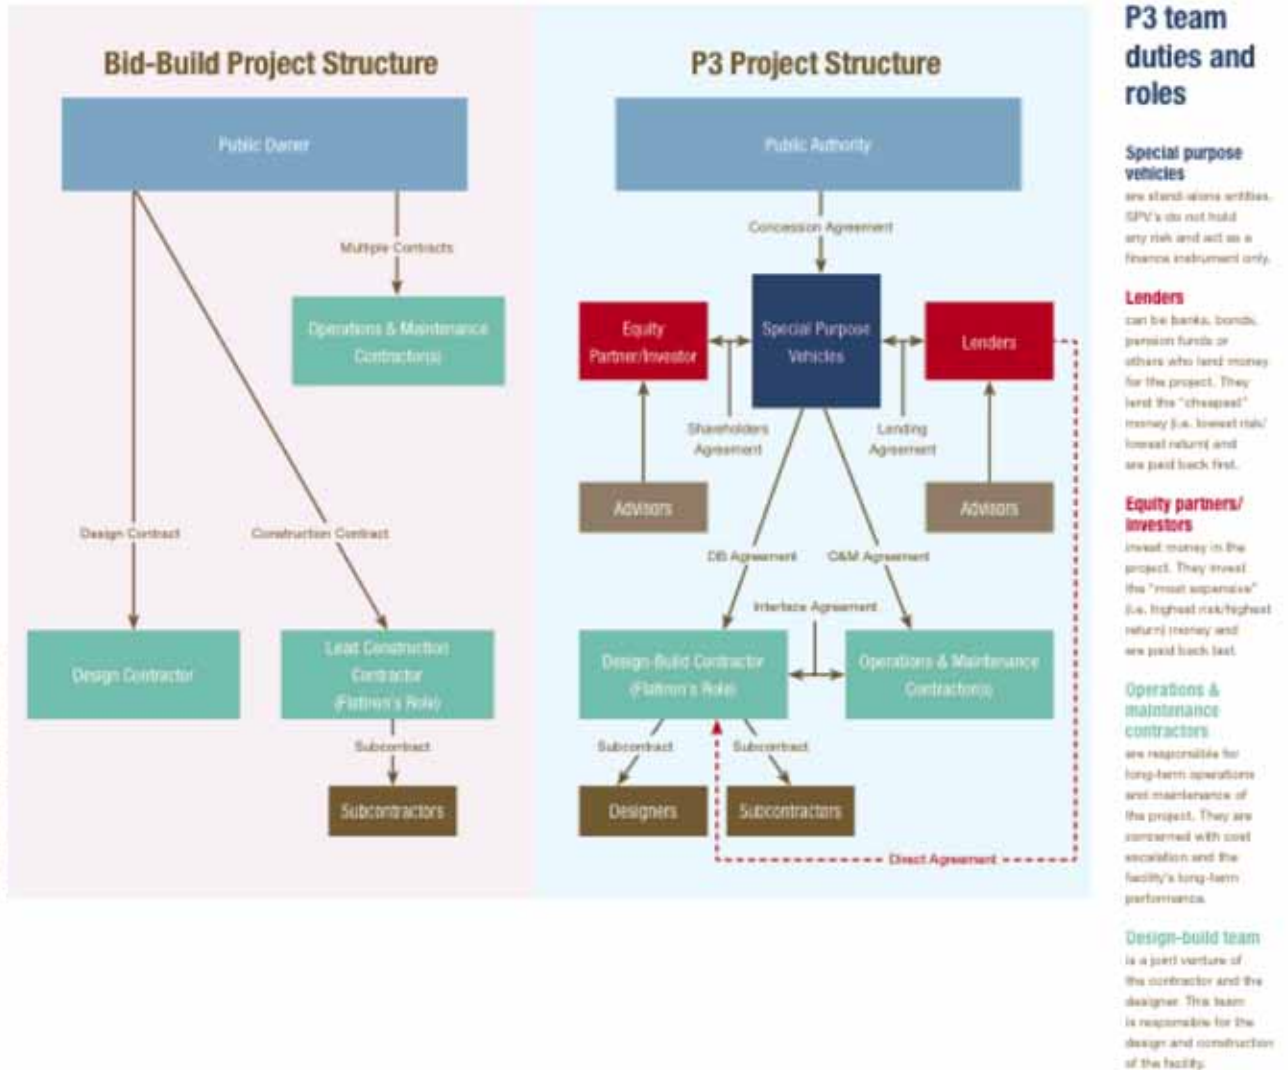 Bid-Build Project Structure
Public Owner
Multiple Contracts
Operations & Maintenance
Contractor(s)
Design Contract
Construction Contract
Design Contractor
Lead Construction
Contractor
(Flatiron's Role)
Subcontract
Subcontractors
P3 Project Structure
Public Authority
Concession Agreement
Equity
Partner/Investor
Special Purpose
Vehicles
Lenders
Shareholders
Agreement
Lending
Agreement
Advisors
Advisors
DB Agreement
O&M Agreement
Interface Agreement
Design-Build Contractor
(Flatiron's Role)
Operations & Maintenance
Contractor(s)
Subcontract
Subcontract
Designers
Subcontractors
Direct Agreement
P3 team
duties and
roles
Special purpose
vehicles
are stand-alone entities.
SPV's do not hold
any risk and act as a
finance instrument only.
Lenders
can be banks, bonds,
pension funds or
others who lend money
for the project. They
lend the "cheapest"
money (i.e. lowest risk/
lowest return) and
are paid back first.
Equity partners/
investors
invest money in the
project. They invest
the "most expensive"
(i.e. highest risk/highest
return) money and
are paid back last.
Operations &
maintenance
contractors
are responsible for
long-term operations
and maintenance of
the project. They are
concerned with cost
escalation and the
facility's long-term
performance.
Design-build team
is a joint venture of
the contractor and the
designer. This team
is responsible for the
design and construction
of the facility.